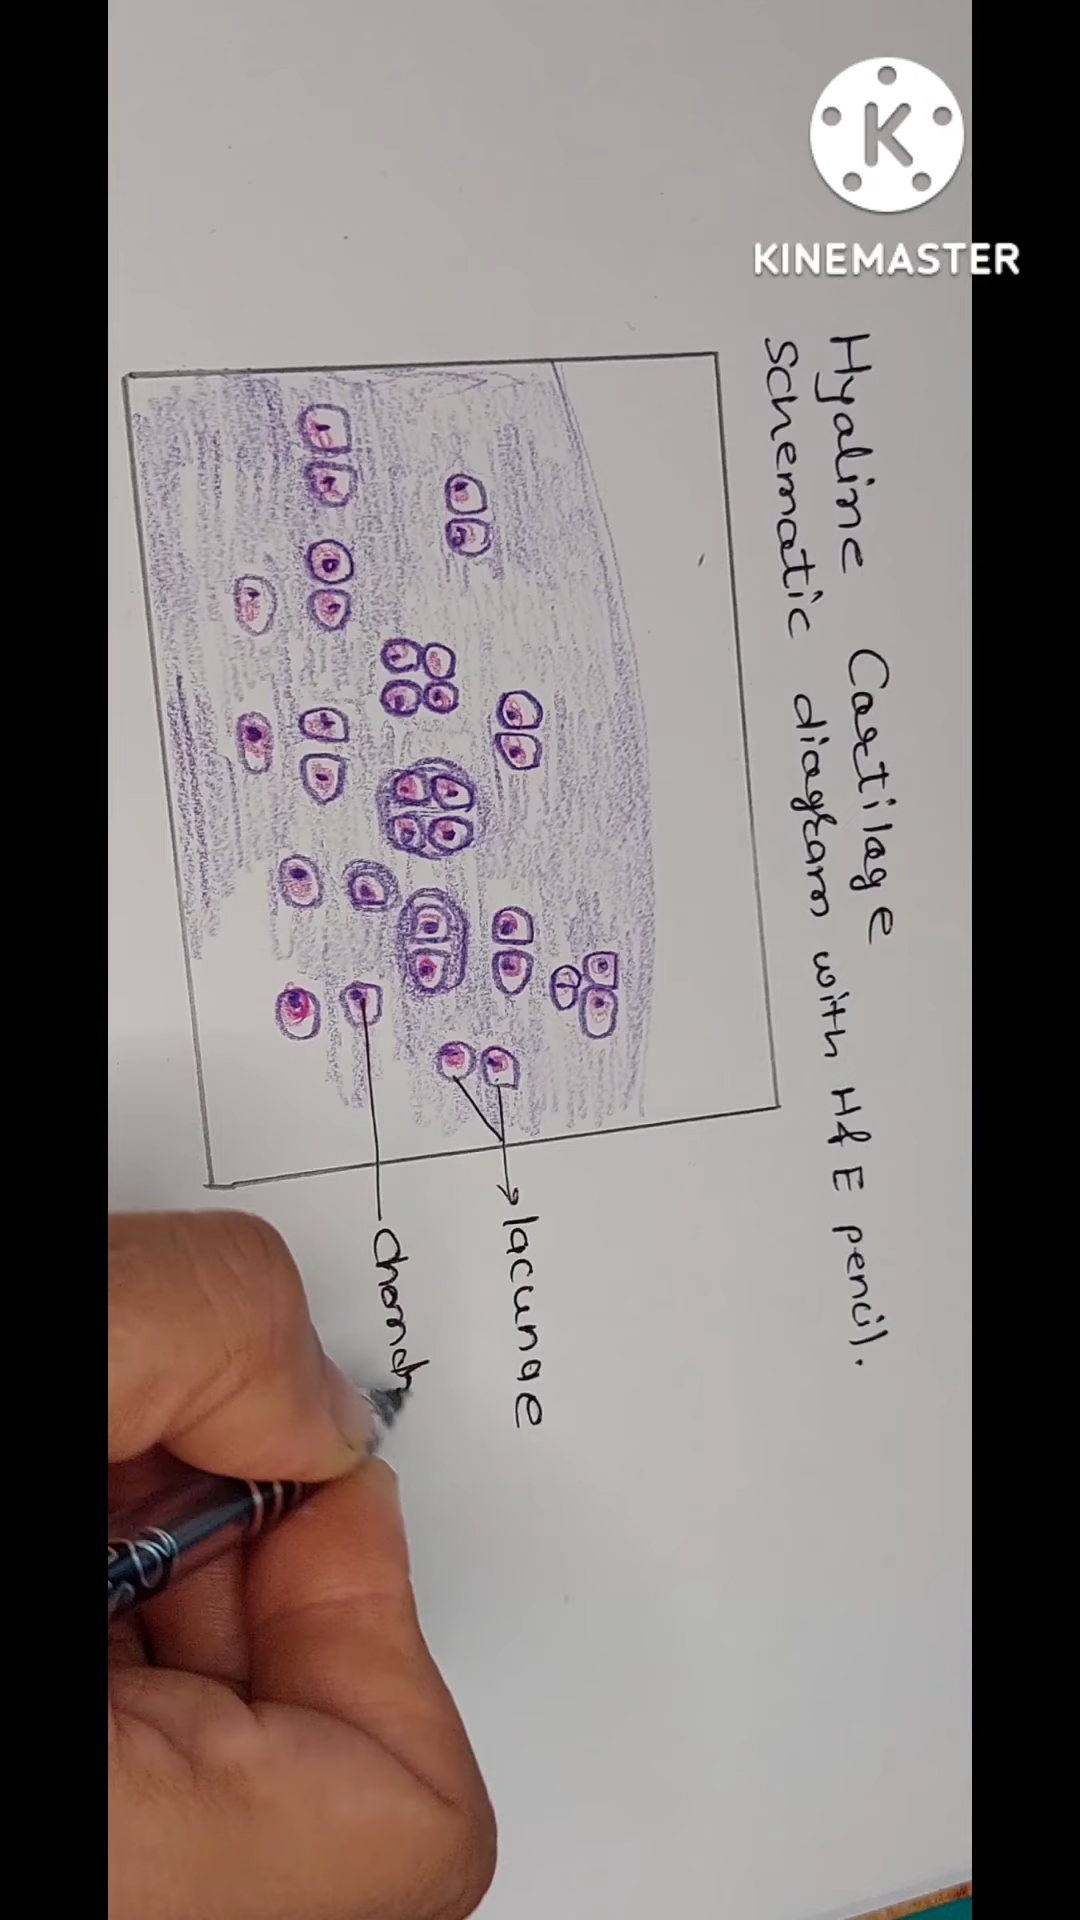 K
KINEMASTER
Hyaline Cartilage
schematic diagram with H & E pencil.
lacunae
chond